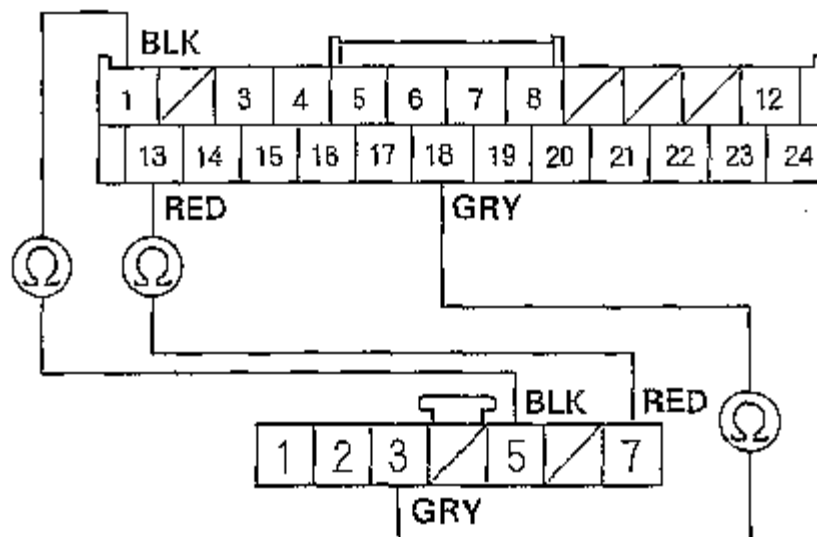 BLK
1 3 4 5 6 7 8 12
13 14 15 16 17 18 19 20 21 22 23 24
RED GRY
Ω Ω
BLK RED
Ω
1 2 3 5 7
GRY